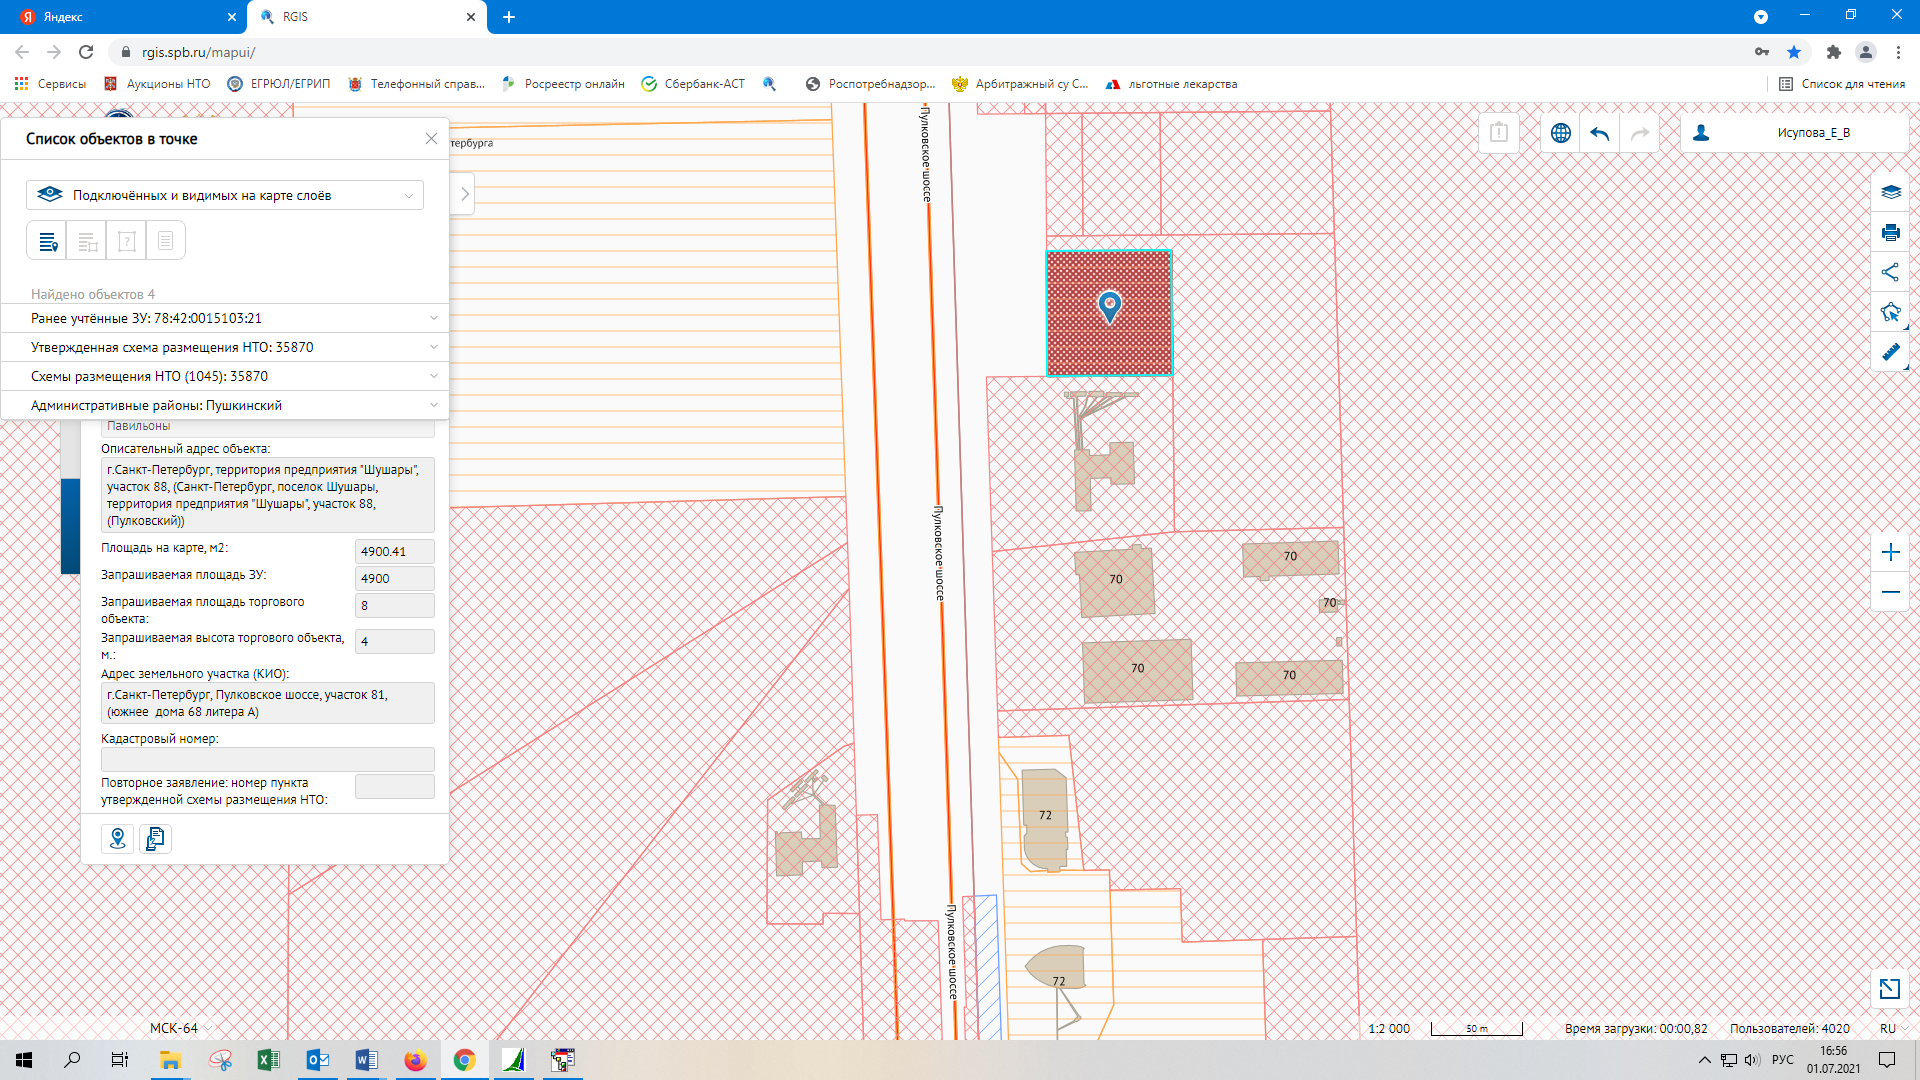 Яндекс
RGIS
rgis.spb.ru/mapui/
Сервисы
Аукционы НТО
ЕГРЮЛ/ЕГРИП
Телефонный справ...
Росреестр онлайн
Сбербанк-АСТ
Роспотребнадзор...
Арбитражный су С...
льготные лекарства
Список для чтения
Список объектов в точке
тербурга
Исупова_Е_В
Подключённых и видимых на карте слоёв
Найдено объектов 4
Ранее учтённые ЗУ: 78:42:0015103:21
Утвержденная схема размещения НТО: 35870
Схемы размещения НТО (1045): 35870
Административные районы: Пушкинский
Павильоны
Описательный адрес объекта:
г.Санкт-Петербург, территория предприятия "Шушары",
участок 88, (Санкт-Петербург, поселок Шушары,
территория предприятия "Шушары", участок 88,
(Пулковский))
Площадь на карте, м2:
4900.41
Запрашиваемая площадь ЗУ:
4900
Запрашиваемая площадь торгового
объекта:
8
Запрашиваемая высота торгового объекта,
м.:
4
Адрес земельного участка (КИО):
г.Санкт-Петербург, Пулковское шоссе, участок 81,
(южнее дома 68 литера А)
Кадастровый номер:
Повторное заявление: номер пункта
утвержденной схемы размещения НТО:
Пулковское шоссе
Пулковское шоссе
Пулковское шоссе
70
70
70
70
70
72
72
МСК-64
1:2 000
50 m
Время загрузки: 00:00,82
Пользователей: 4020
RU
РУС
16:56
01.07.2021